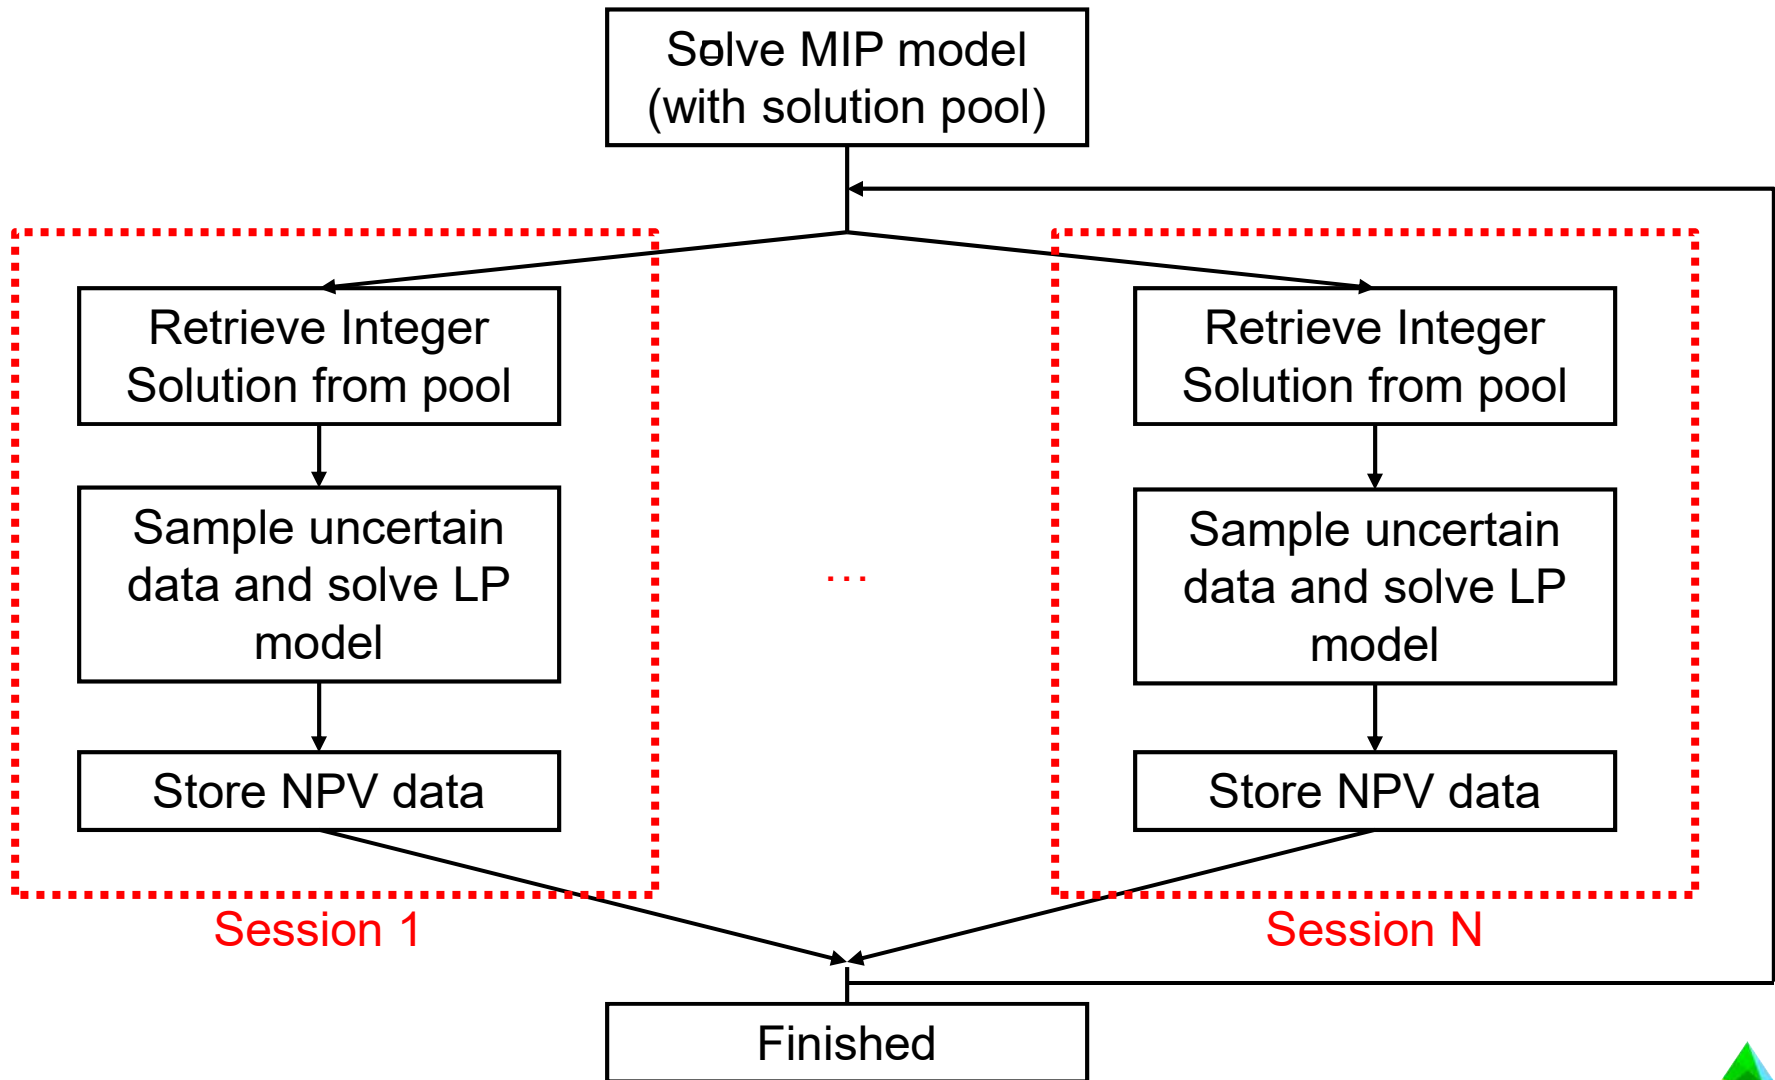 Solve MIP model
(with solution pool)
Retrieve Integer
Solution from pool
Sample uncertain
data and solve LP
model
Store NPV data
Session 1
...
Retrieve Integer
Solution from pool
Sample uncertain
data and solve LP
model
Store NPV data
Session N
Finished